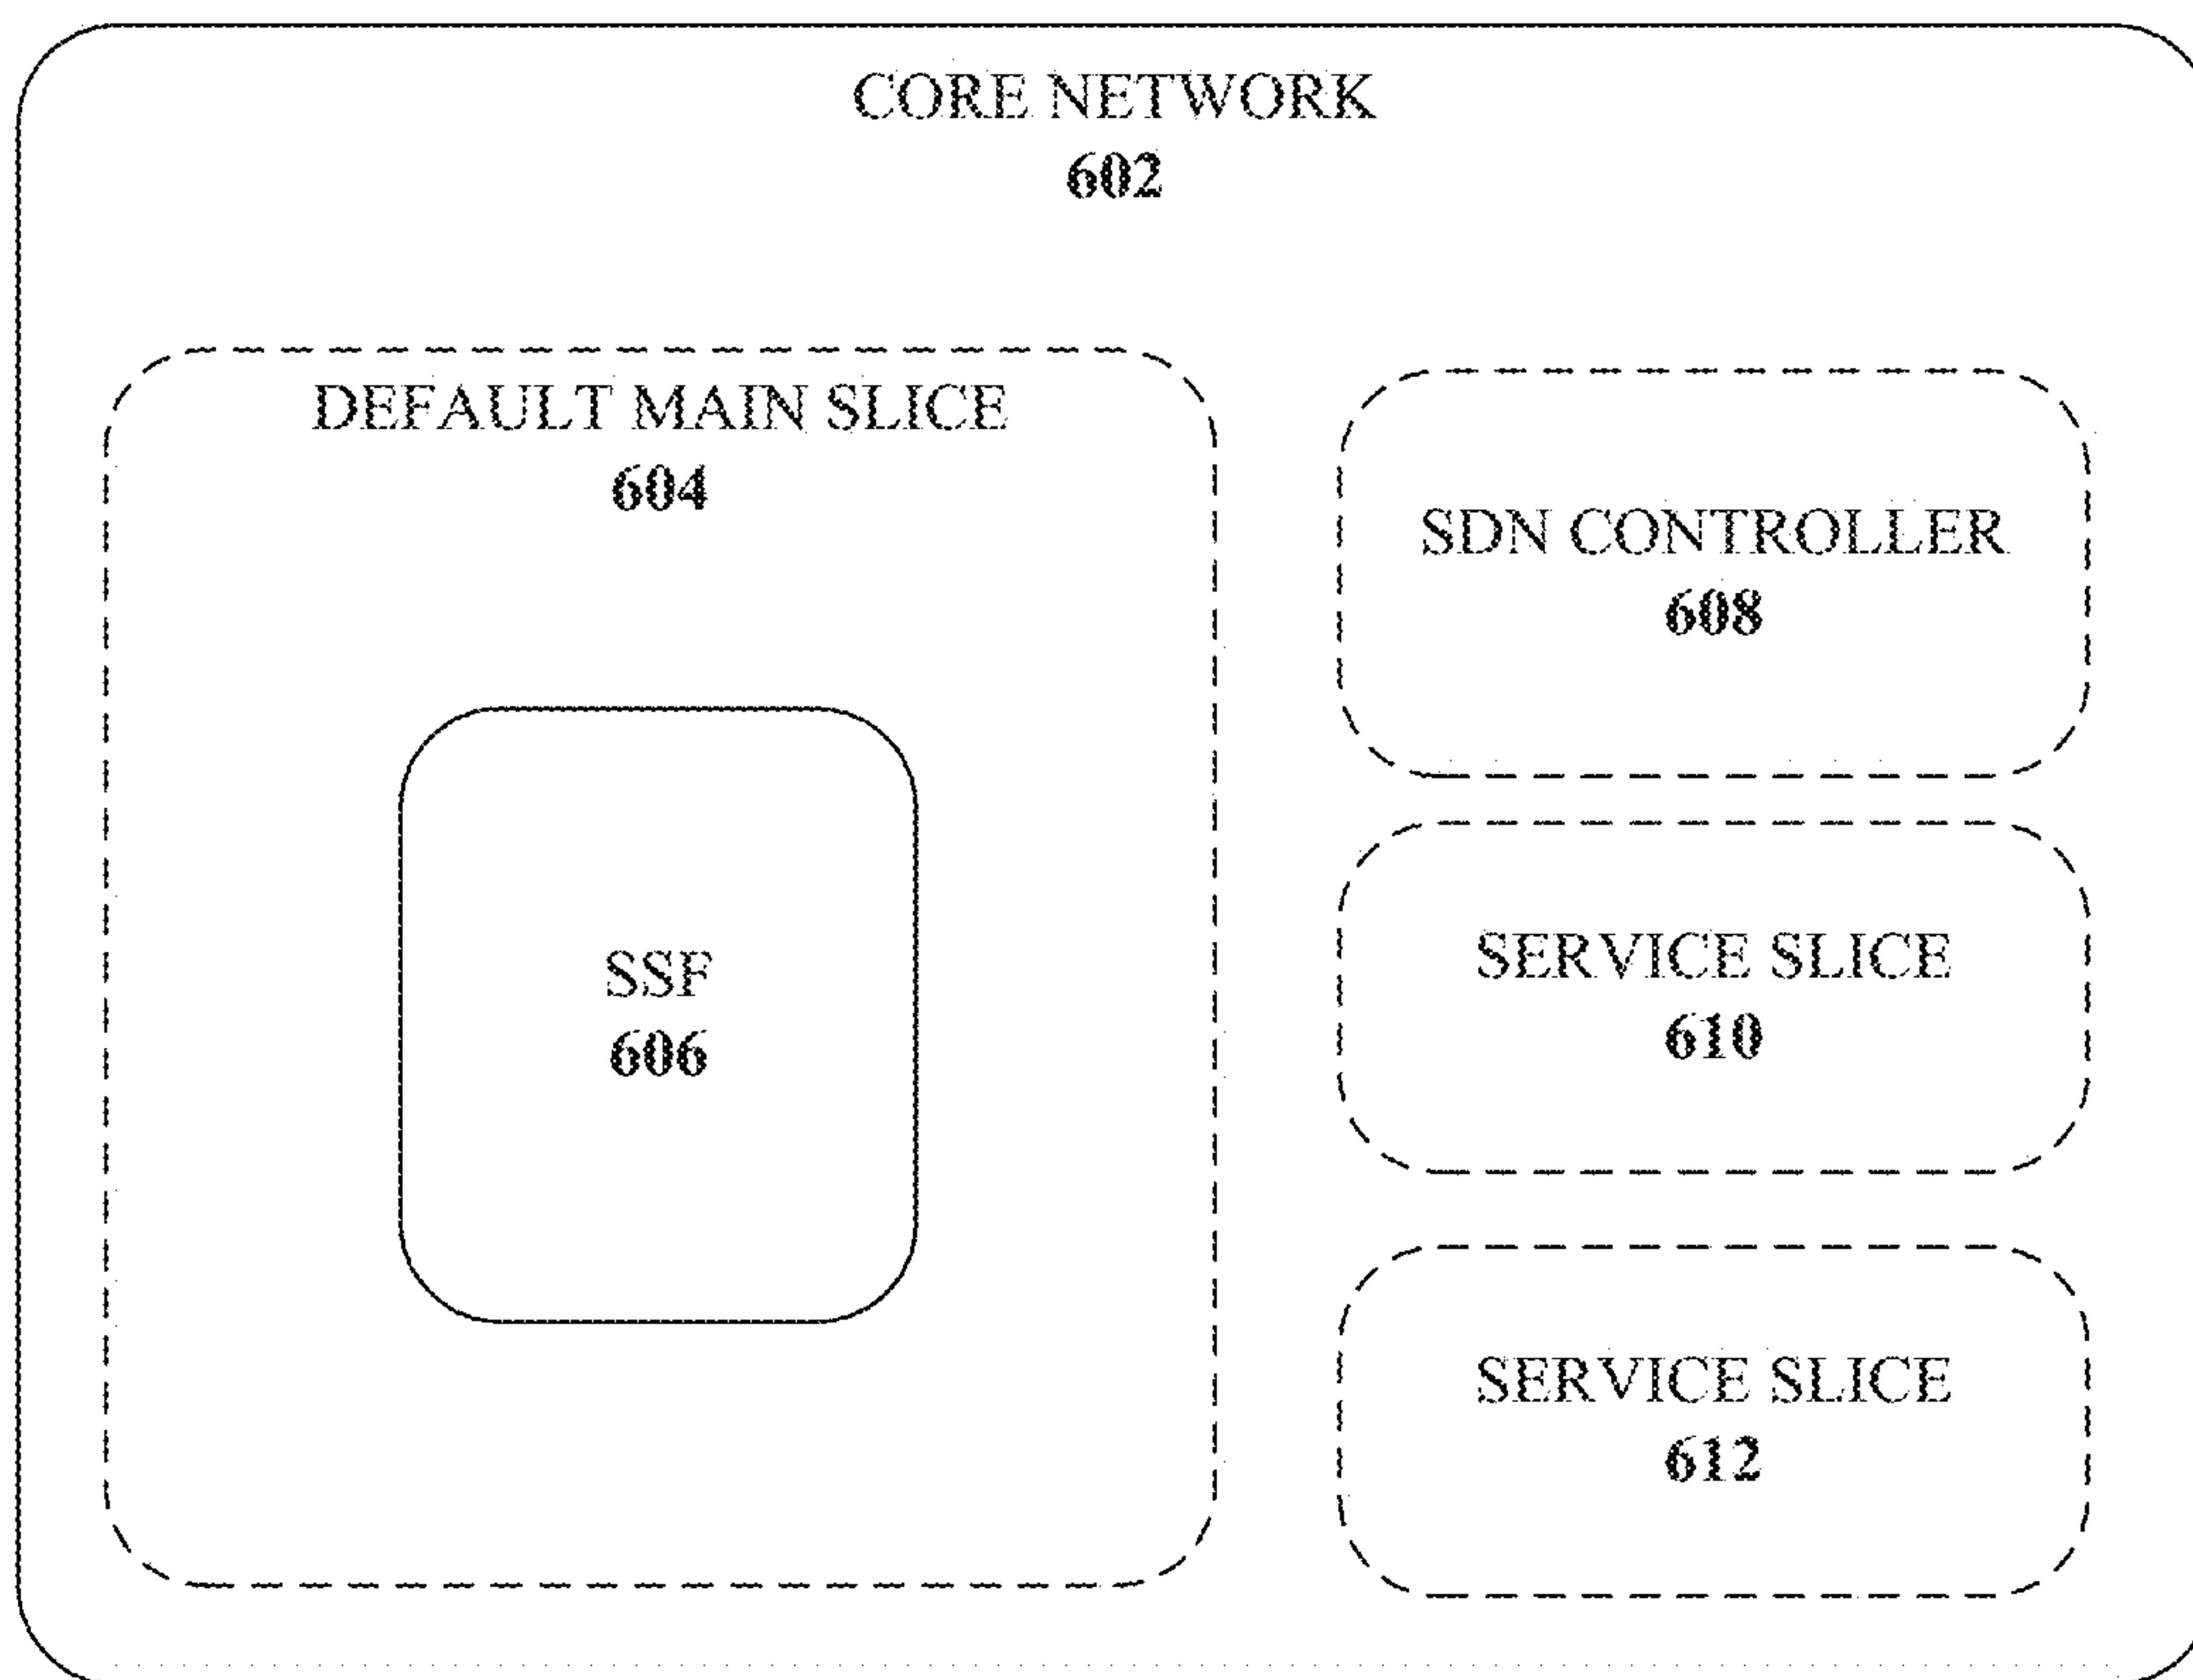 CORE NETWORK
602
DEFAULT MAIN SLICE
604
SSF
606
SDN CONTROLLER
608
SERVICE SLICE
610
SERVICE SLICE
612